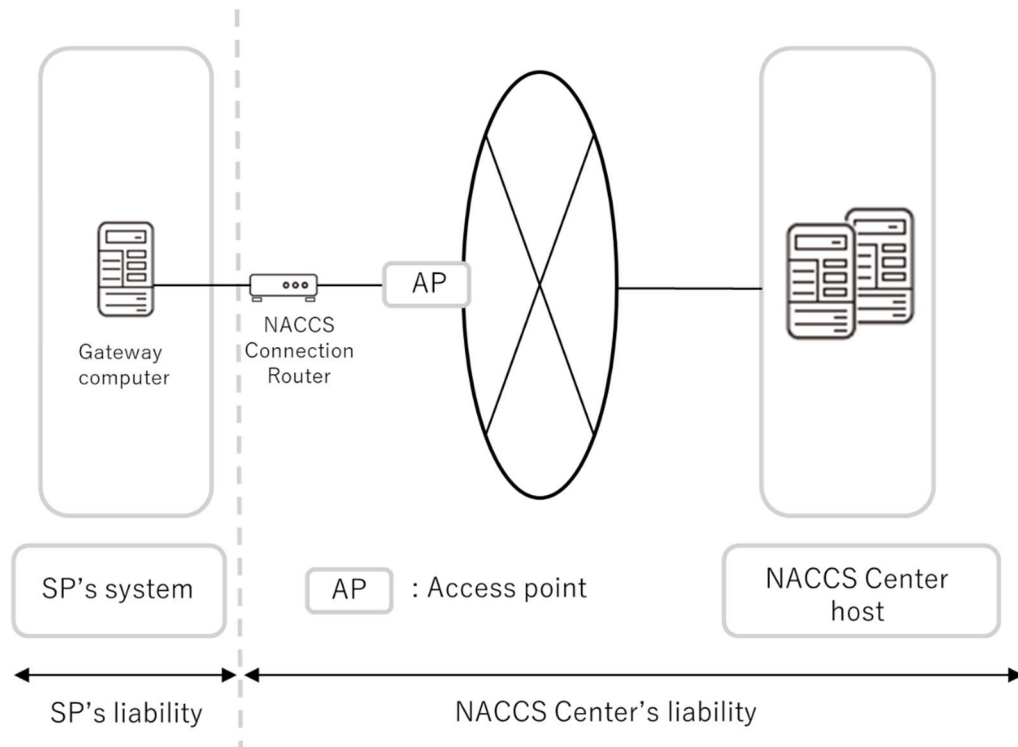 AP
Gateway
computer
NACCS
Connection
Router
SP's system
AP : Access point
NACCS Center
host
SP's liability
NACCS Center's liability